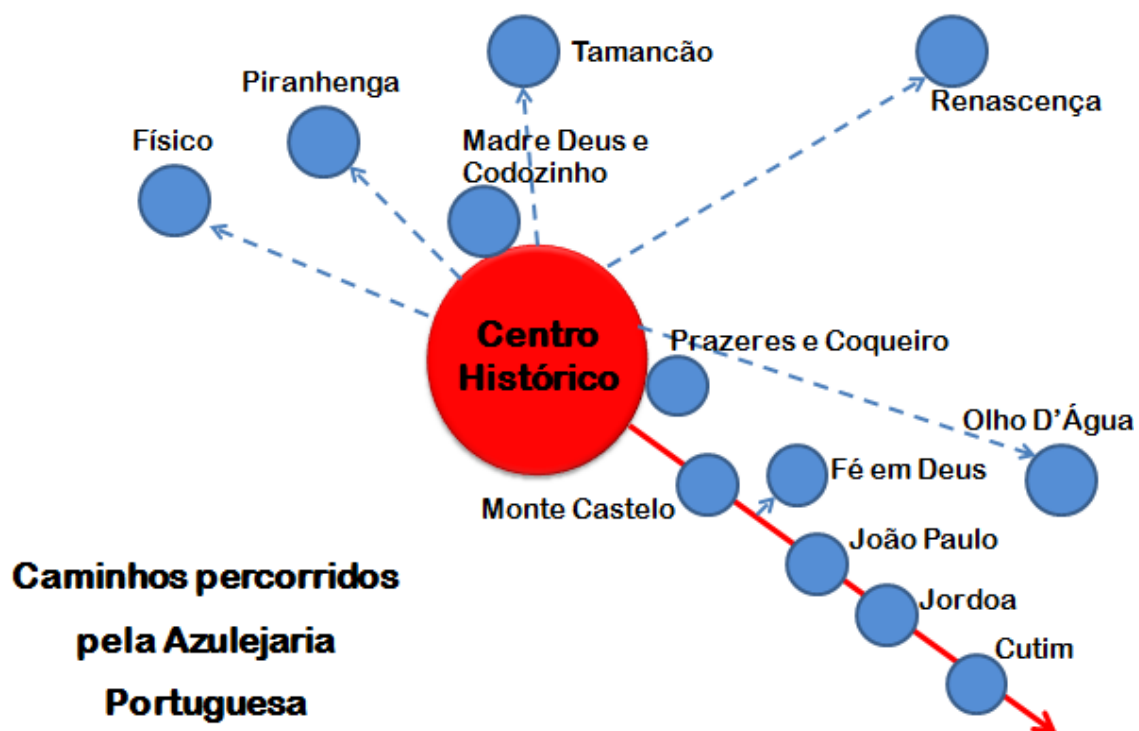 Tamancão
Piranhenga
Renascença
Físico
Madre Deus e
Codozinho
Centro
Histórico
Prazeres e Coqueiro
Olho D'Água
Fé em Deus
Monte Castelo
João Paulo
Jordoa
Cutim
Caminhos percorridos
pela Azulejaria
Portuguesa